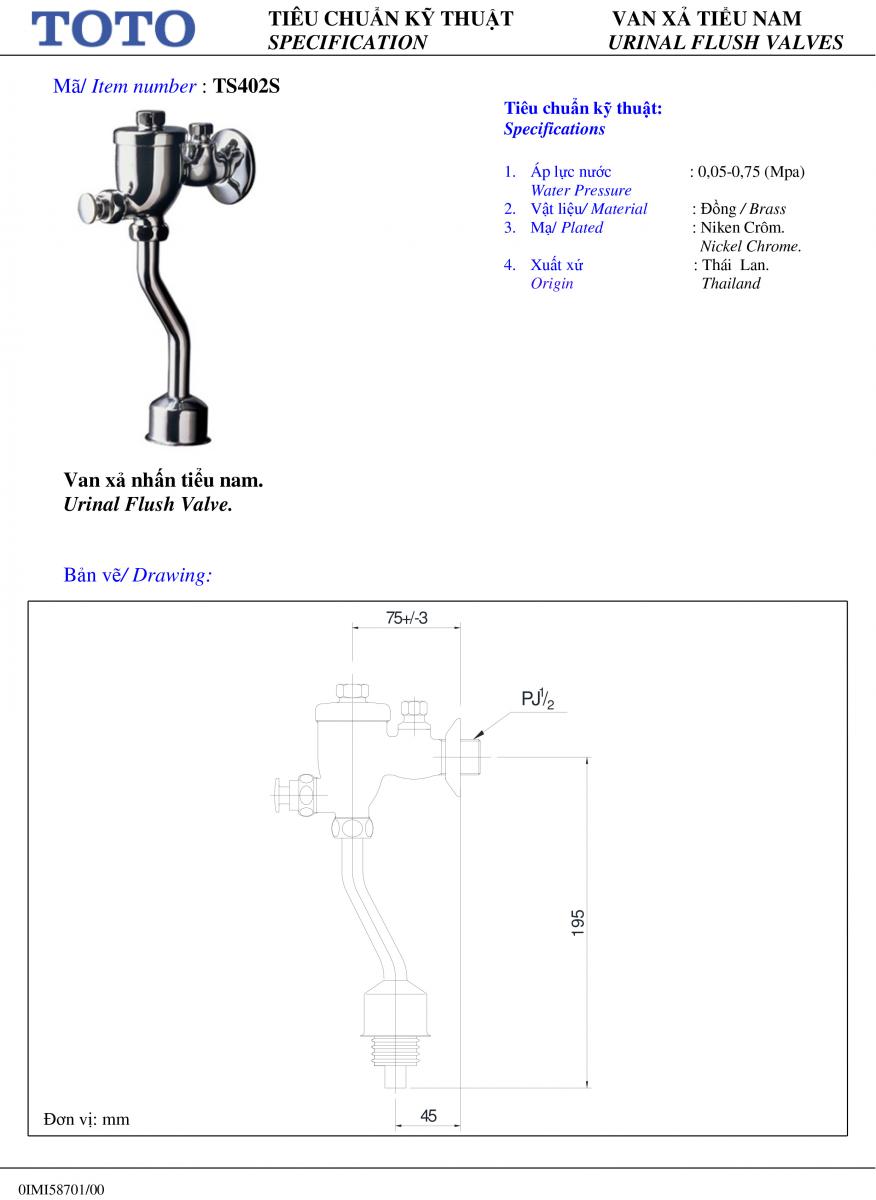 TOTO
TIÊU CHUẨN KỸ THUẬT
SPECIFICATION
VAN XẢ TIỂU NAM
URINAL FLUSH VALVES
Mã/ Item number : TS402S
Tiêu chuẩn kỹ thuật:
Specifications
1. Áp lực nước : 0,05-0,75 (Mpa)
Water Pressure
2. Vật liệu/ Material : Đồng / Brass
3. Mạ/ Plated : Niken Crôm.
Nickel Chrome.
4. Xuất xứ : Thái Lan.
Origin Thailand
Van xả nhấn tiểu nam.
Urinal Flush Valve.
Bản vẽ/ Drawing:
75+/-3
PJ1/2
195
45
Đơn vị: mm
0IMI58701/00